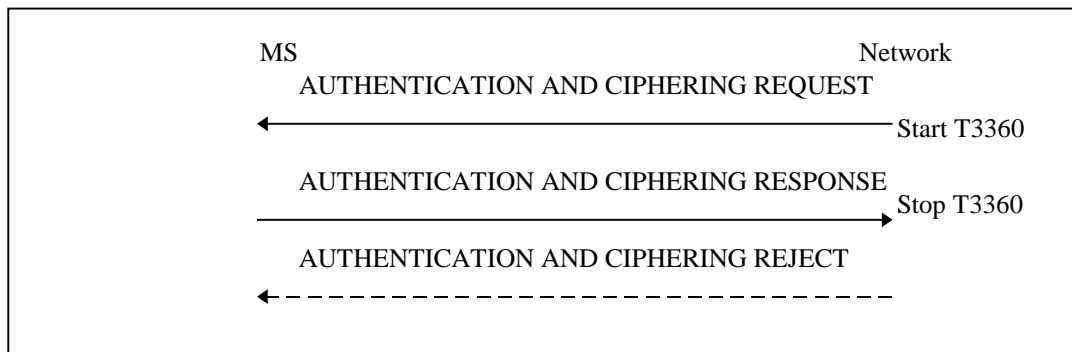 MS Network
AUTHENTICATION AND CIPHERING REQUEST
Start T3360
AUTHENTICATION AND CIPHERING RESPONSE
Stop T3360
AUTHENTICATION AND CIPHERING REJECT